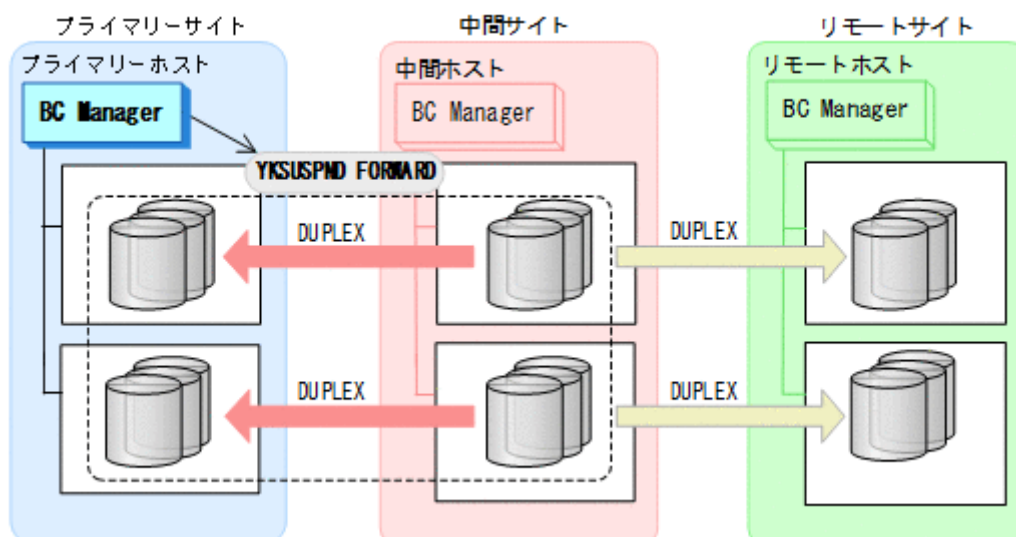 プライマリーサイト
中間サイト
リモートサイト
プライマリーホスト
中間ホスト
リモートホスト
BC Manager
BC Manager
BC Manager
YKSUSPND FORWARD
DUPLEX
DUPLEX
DUPLEX
DUPLEX